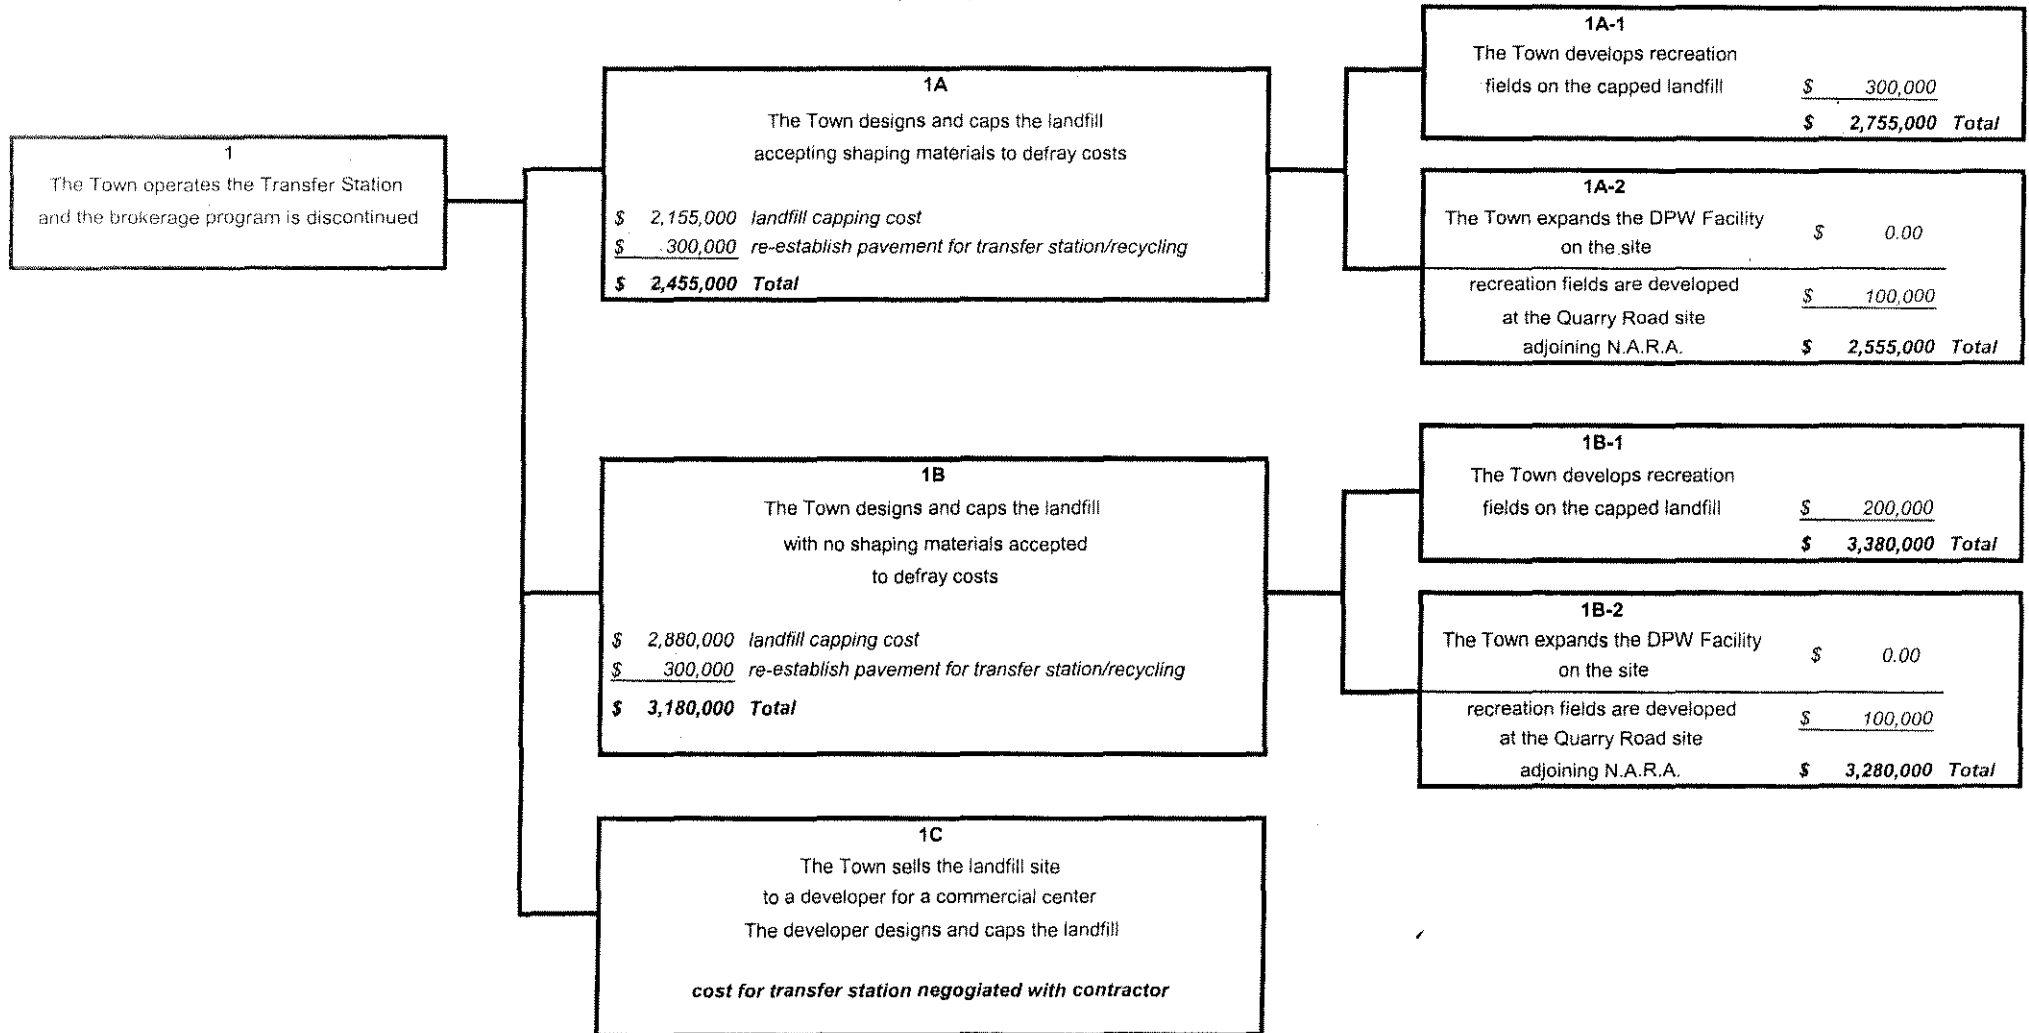 1
The Town operates the Transfer Station
and the brokerage program is discontinued
1A
The Town designs and caps the landfill
accepting shaping materials to defray costs
$ 2,155,000 landfill capping cost
$ 300,000 re-establish pavement for transfer station/recycling
$ 2,455,000 Total
1A-1
The Town develops recreation
fields on the capped landfill $ 300,000
$ 2,755,000 Total
1A-2
The Town expands the DPW Facility
on the site $ 0.00
recreation fields are developed
$ 100,000
at the Quarry Road site
adjoining N.A.R.A. $ 2,555,000 Total
1B
The Town designs and caps the landfill
with no shaping materials accepted
to defray costs
$ 2,880,000 landfill capping cost
$ 300,000 re-establish pavement for transfer station/recycling
$ 3,180,000 Total
1B-1
The Town develops recreation
fields on the capped landfill $ 200,000
$ 3,380,000 Total
1B-2
The Town expands the DPW Facility
on the site $ 0.00
recreation fields are developed
$ 100,000
at the Quarry Road site
adjoining N.A.R.A. $ 3,280,000 Total
1C
The Town sells the landfill site
to a developer for a commercial center
The developer designs and caps the landfill
cost for transfer station negogiated with contractor